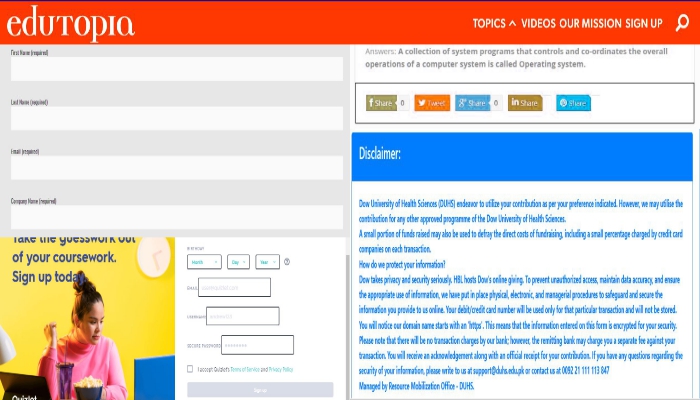 edutopia
TOPICS VIDEOS OUR MISSION SIGN UP
First Name (required)
Last Name (required)
Email (required)
Company Name (required)
Take the guesswork out
of your coursework.
Sign up today.
Quizlet
BIRTHDAY
Month Day Year
EMAIL
USERNAME
SECURE PASSWORD
I accept Quizlet's Terms of Service and Privacy Policy
Sign up
Answers: A collection of system programs that controls and co-ordinates the overall
operations of a computer system is called Operating system.
Share 0 Tweet Share 0 Share Share
Disclaimer:
Dow University of Health Sciences (DUHS) endeavor to utilize your contribution as per your preference indicated. However, we may utilise the
contribution for any other approved programme of the Dow University of Health Sciences.
A small portion of funds raised may also be used to defray the direct costs of fundraising, including a small percentage charged by credit card
companies on each transaction.
How do we protect your information?
Dow takes privacy and security seriously. HBL hosts Dow's online giving. To prevent unauthorized access, maintain data accuracy, and ensure
the appropriate use of information, we have put in place physical, electronic, and managerial procedures to safeguard and secure the
information you provide to us online. Your debit/credit card number will be used only for that particular transaction and will not be stored.
You will notice our domain name starts with an 'https'. This means that the information entered on this form is encrypted for your security.
Please note that there will be no transaction charges by our bank; however, the remitting bank may charge you a separate fee against your
transaction. You will receive an acknowledgement along with an official receipt for your contribution. If you have any questions regarding the
security of your information, please write to us at support@duhs.edu.pk or contact us at 0092 21 111 113 847
Managed by Resource Mobilization Office - DUHS.